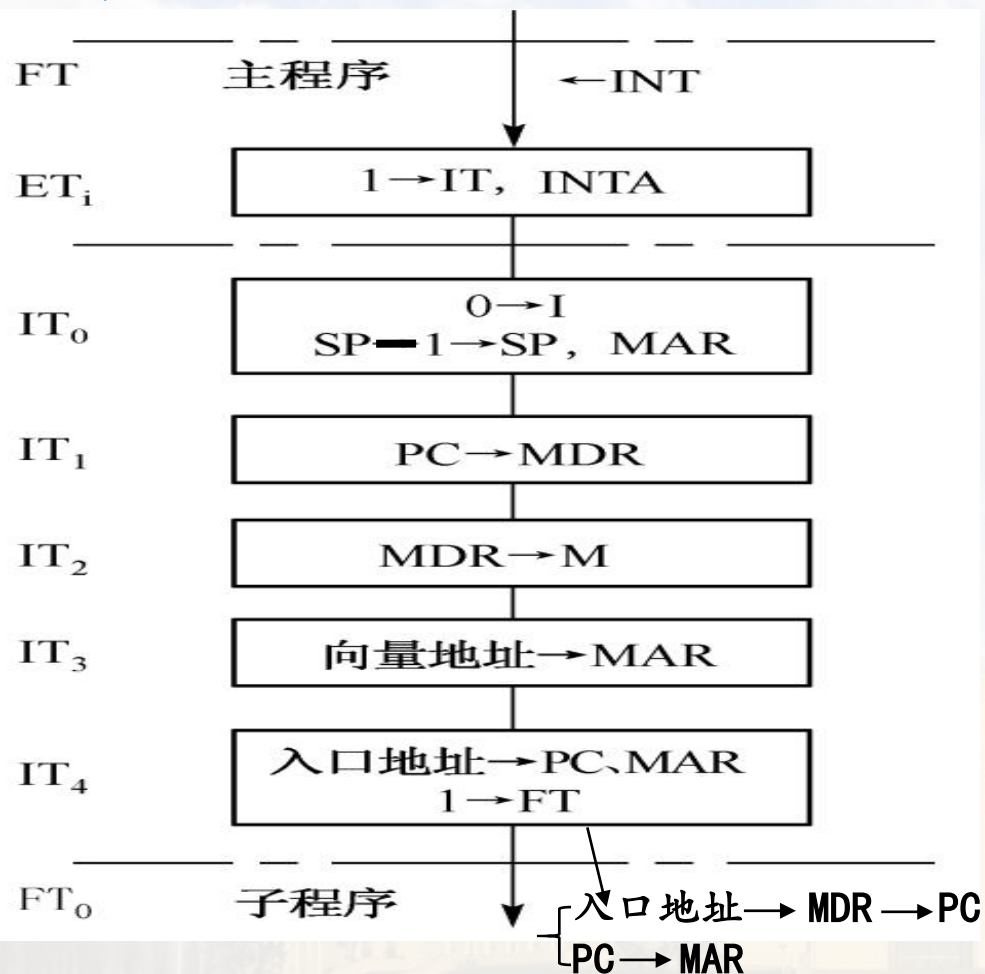 FT 主程序 ←INT
ETi 1→IT, INTA
IT0 0→I
SP-1→SP, MAR
IT1 PC→MDR
IT2 MDR→M
IT3 向量地址→MAR
IT4 入口地址→PC、MAR
1→FT
FT0 子程序
入口地址→MDR→PC
PC→MAR